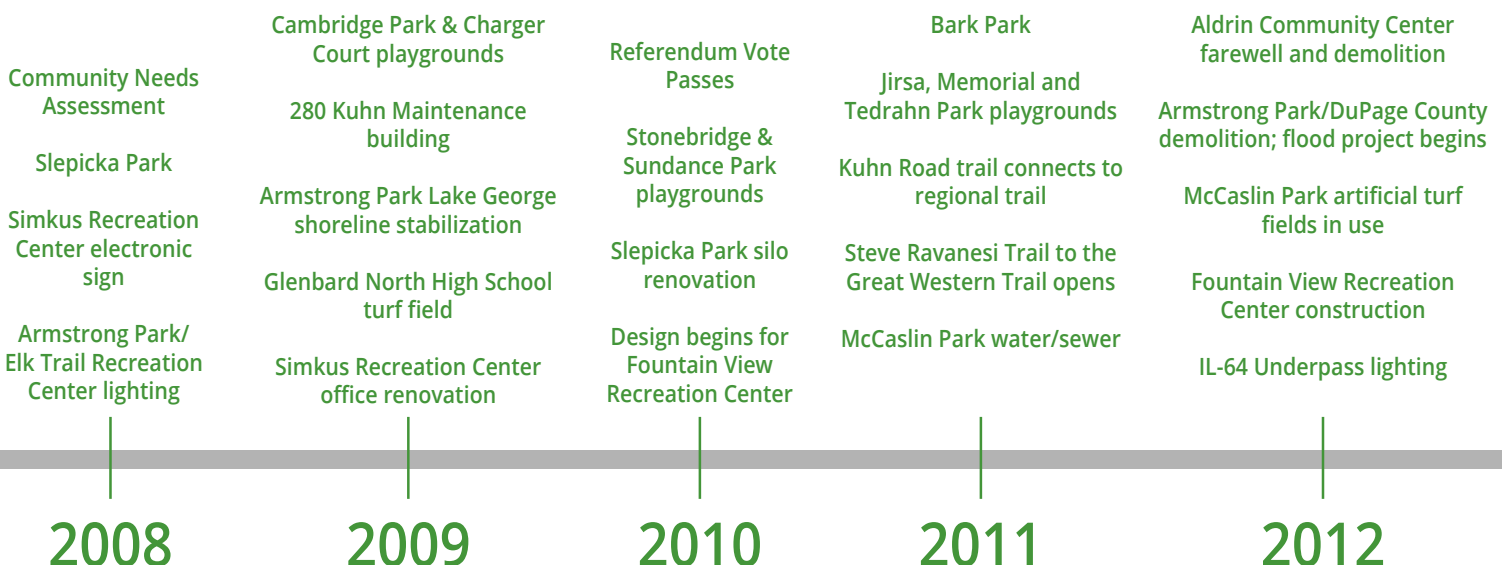 Community Needs
Assessment
Slepicka Park
Simkus Recreation
Center electronic
sign
Armstrong Park/
Elk Trail Recreation
Center lighting
2008
Cambridge Park & Charger
Court playgrounds
280 Kuhn Maintenance
building
Armstrong Park Lake George
shoreline stabilization
Glenbard North High School
turf field
Simkus Recreation Center
office renovation
2009
Referendum Vote
Passes
Stonebridge &
Sundance Park
playgrounds
Slepicka Park silo
renovation
Design begins for
Fountain View
Recreation Center
2010
Bark Park
Jirsa, Memorial and
Tedrahn Park playgrounds
Kuhn Road trail connects to
regional trail
Steve Ravanesi Trail to the
Great Western Trail opens
McCaslin Park water/sewer
2011
Aldrin Community Center
farewell and demolition
Armstrong Park/DuPage County
demolition; flood project begins
McCaslin Park artificial turf
fields in use
Fountain View Recreation
Center construction
IL-64 Underpass lighting
2012